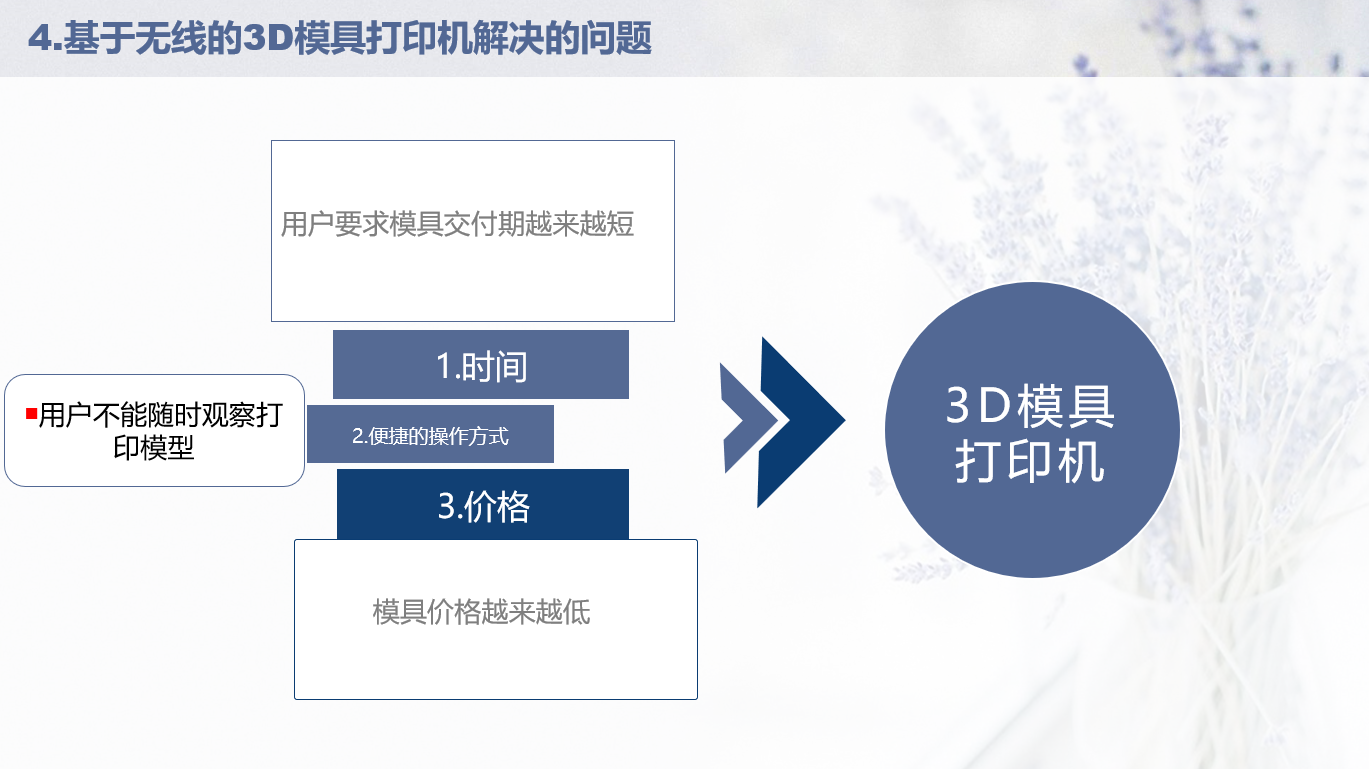 4.基于无线的3D模具打印机解决的问题
用户要求模具交付期越来越短
1.时间
用户不能随时观察打
印模型
2.便捷的操作方式
3.价格
模具价格越来越低
3D模具
打印机